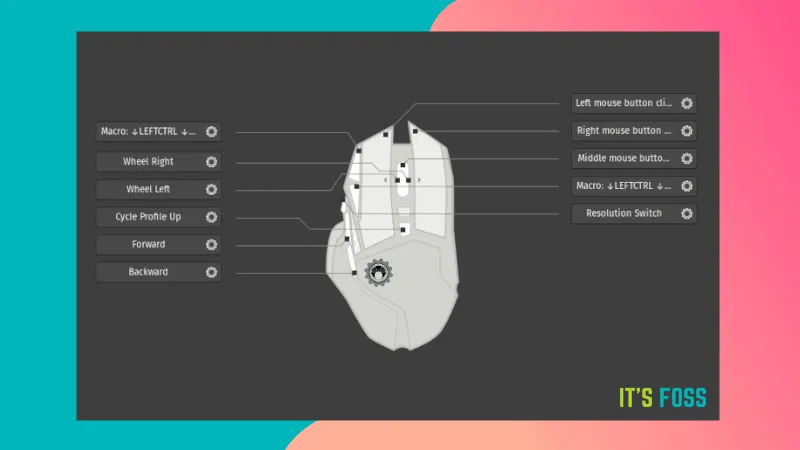 Macro: ↓LEFTCTRL ↓...
Wheel Right
Wheel Left
Cycle Profile Up
Forward
Backward
Left mouse button cli...
Right mouse button ...
Middle mouse butto...
Macro: ↓LEFTCTRL ↓...
Resolution Switch
IT'S FOSS